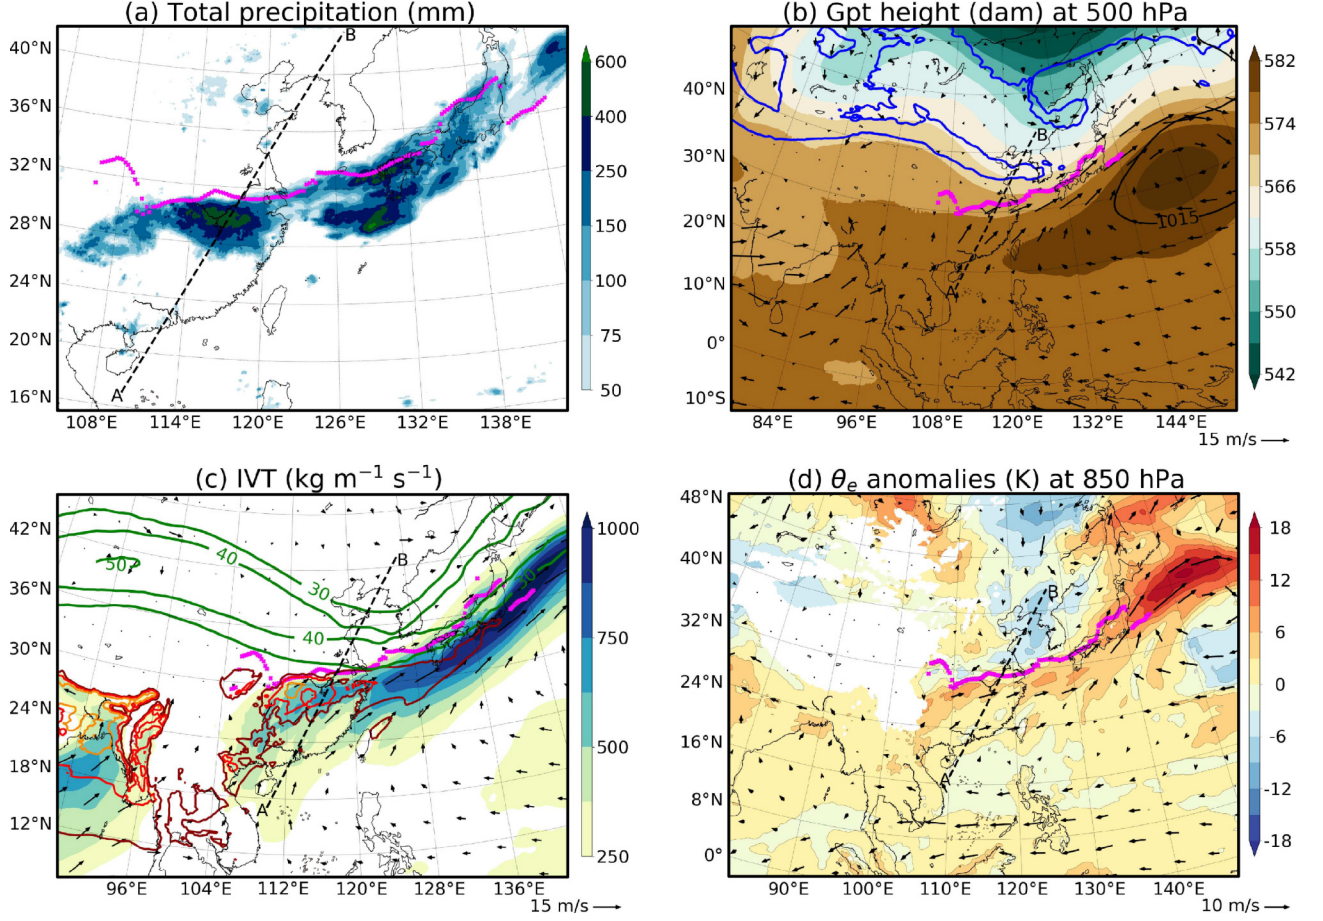 (a) Total precipitation (mm)
40°N
36°N
32°N
28°N
24°N
20°N
16°N
B
A
108°E 114°E 120°E 126°E 132°E 138°E
600
400
250
150
100
75
50
(b) Gpt height (dam) at 500 hPa
40°N
30°N
20°N
10°N
0°
10°S
B
A
1015
84°E 96°E 108°E 120°E 132°E 144°E
15 m/s
582
574
566
558
550
542
(c) IVT (kg m⁻¹ s⁻¹)
42°N
36°N
30°N
24°N
18°N
12°N
40
50
30
40
30
B
A
96°E 104°E 112°E 120°E 128°E 136°E
15 m/s
1000
750
500
250
(d) θₑ anomalies (K) at 850 hPa
48°N
40°N
32°N
24°N
16°N
8°N
0°
B
A
90°E 100°E 110°E 120°E 130°E 140°E
10 m/s
18
12
6
0
-6
-12
-18